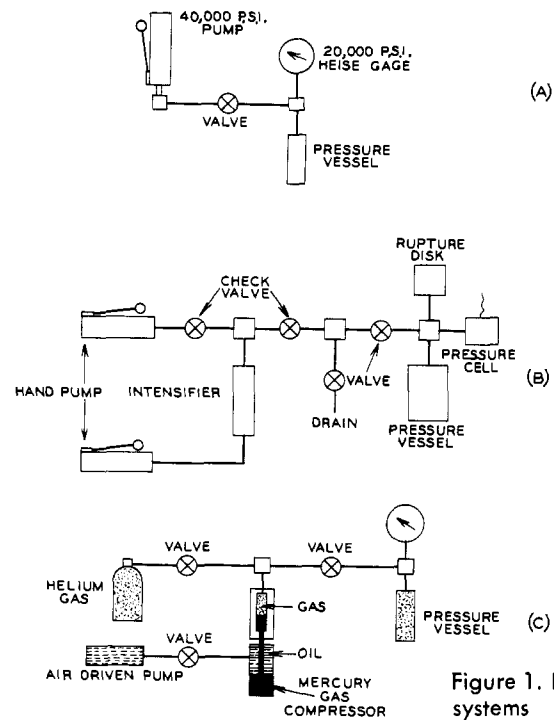 40,000 P.S.I.
PUMP
20,000 P.S.I.
HEISE GAGE
(A)
VALVE
PRESSURE
VESSEL
RUPTURE
DISK
CHECK
VALVE
PRESSURE
CELL
(B)
HAND PUMP
INTENSIFIER
VALVE
DRAIN
PRESSURE
VESSEL
VALVE
VALVE
HELIUM
GAS
GAS
PRESSURE
VESSEL
(C)
VALVE
OIL
AIR DRIVEN PUMP
MERCURY
GAS
COMPRESSOR
Figure 1.
systems